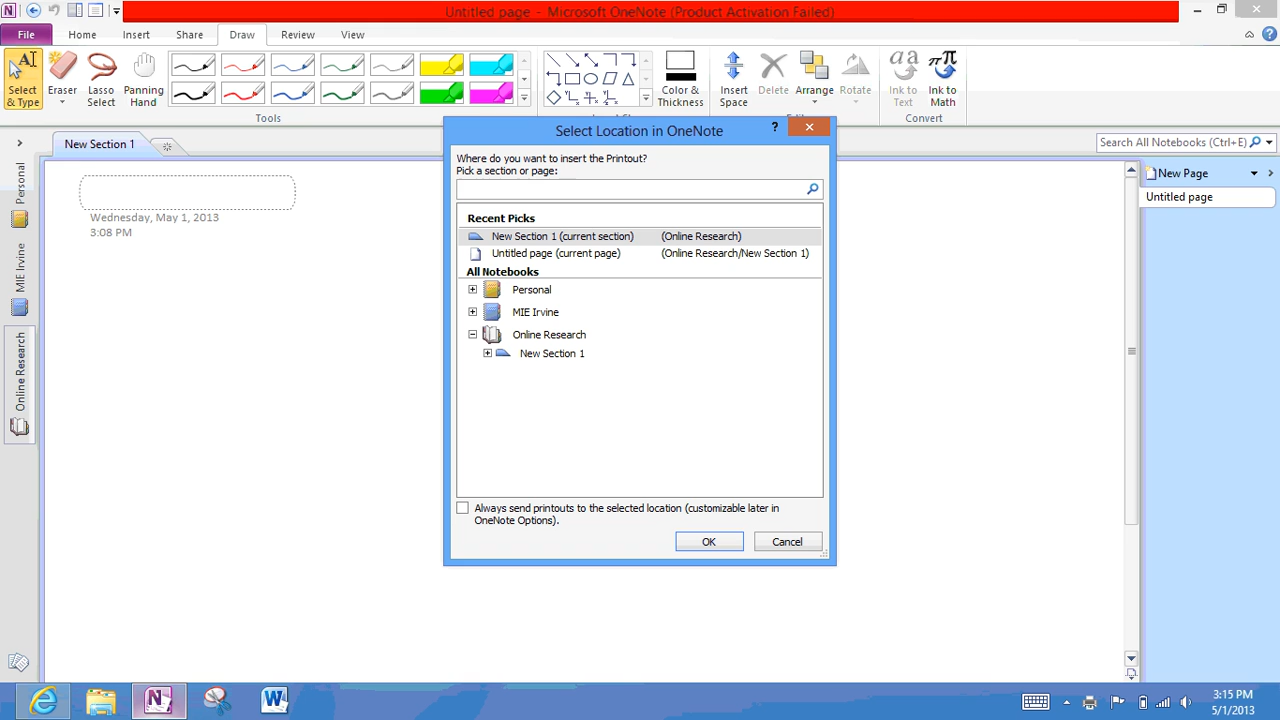 Untitled page - Microsoft OneNote (Product Activation Failed)
File Home Insert Share Draw Review View
Select & Type
Eraser
Lasso Select
Panning Hand
Color & Thickness
Insert Space
Delete
Arrange
Rotate
Ink to Text
Ink to Math
Tools
Convert
New Section 1
Search All Notebooks (Ctrl+E)
Personal
MIE Irvine
Online Research
Wednesday, May 1, 2013
3:08 PM
New Page
Untitled page
Select Location in OneNote
?
Where do you want to insert the Printout?
Pick a section or page:
Recent Picks
New Section 1 (current section) (Online Research)
Untitled page (current page) (Online Research/New Section 1)
All Notebooks
Personal
MIE Irvine
Online Research
New Section 1
Always send printouts to the selected location (customizable later in
OneNote Options).
OK Cancel
3:15 PM
5/1/2013